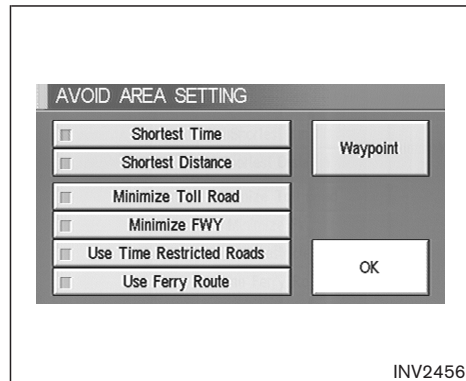 AVOID AREA SETTING
Shortest Time
Shortest Distance
Waypoint
Minimize Toll Road
Minimize FWY
Use Time Restricted Roads
Use Ferry Route
OK
INV2456